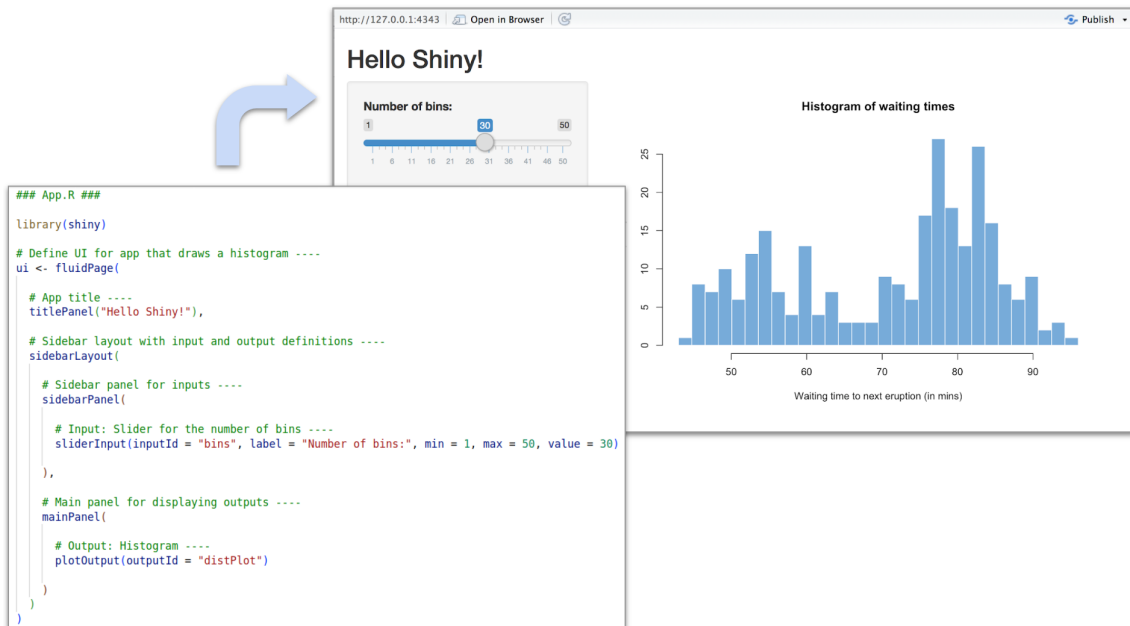 http://127.0.0.1:4343 Open in Browser Publish
Hello Shiny!
Number of bins:
1 30 50
1 6 11 16 21 26 31 36 41 46 50
Histogram of waiting times
25
20
15
10
5
0
50 60 70 80 90
Waiting time to next eruption (in mins)
### App.R ###
library(shiny)
# Define UI for app that draws a histogram ----
ui <- fluidPage(
# App title ----
titlePanel("Hello Shiny!"),
# Sidebar layout with input and output definitions ----
sidebarLayout(
# Sidebar panel for inputs ----
sidebarPanel(
# Input: Slider for the number of bins ----
sliderInput(inputId = "bins", label = "Number of bins:", min = 1, max = 50, value = 30)
),
# Main panel for displaying outputs ----
mainPanel(
# Output: Histogram ----
plotOutput(outputId = "distPlot")
)
)
)